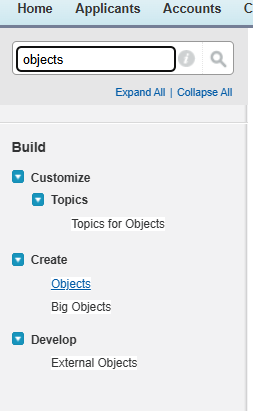 Home Applicants Accounts C
objects
Expand All | Collapse All
Build
Customize
Topics
Topics for Objects
Create
Objects
Big Objects
Develop
External Objects